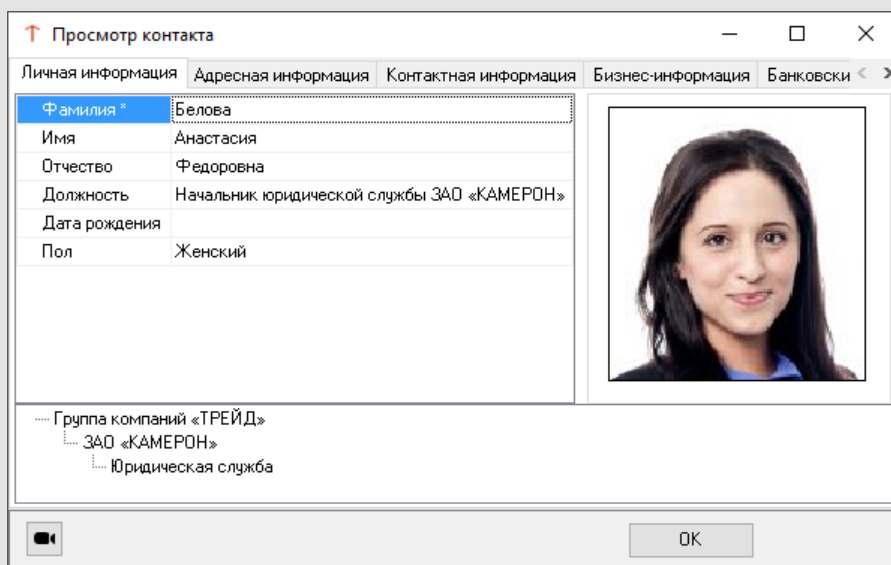 Просмотр контакта
Личная информация Адресная информация Контактная информация Бизнес-информация Банковски
Фамилия * Белова
Имя Анастасия
Отчество Федоровна
Должность Начальник юридической службы ЗАО «КАМЕРОН»
Дата рождения
Пол Женский
Группа компаний «ТРЕЙД»
ЗАО «КАМЕРОН»
Юридическая служба
OK